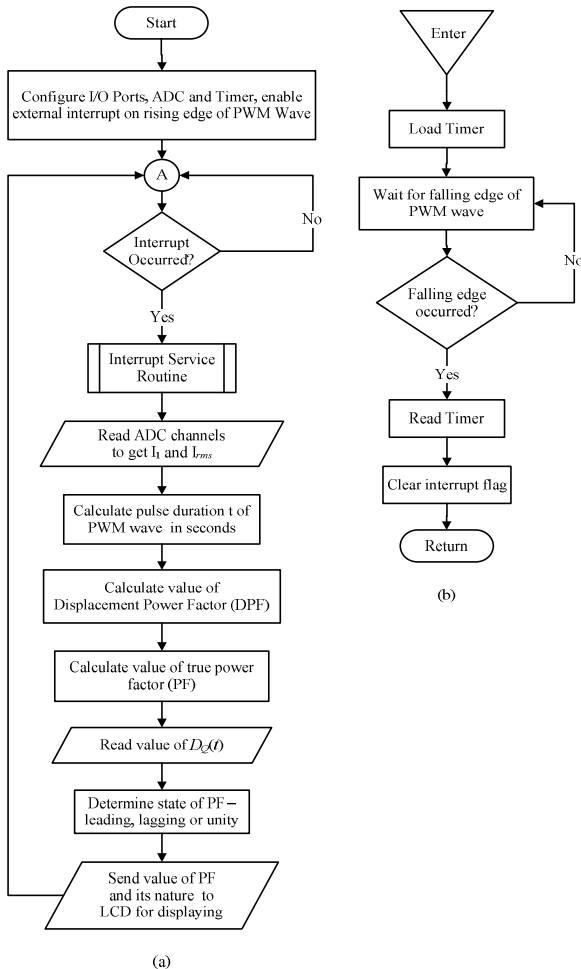 Start
Configure I/O Ports, ADC and Timer, enable
external interrupt on rising edge of PWM Wave
A
No
Interrupt
Occurred?
Yes
Interrupt Service
Routine
Read ADC channels
to get I1 and Irms
Calculate pulse duration t of
PWM wave in seconds
Calculate value of
Displacement Power Factor (DPF)
Calculate value of true power
factor (PF)
Read value of DQ(t)
Determine state of PF –
leading, lagging or unity
Send value of PF
and its nature to
LCD for displaying
(a)
Enter
Load Timer
Wait for falling edge of
PWM wave
No
Falling edge
occurred?
Yes
Read Timer
Clear interrupt flag
Return
(b)